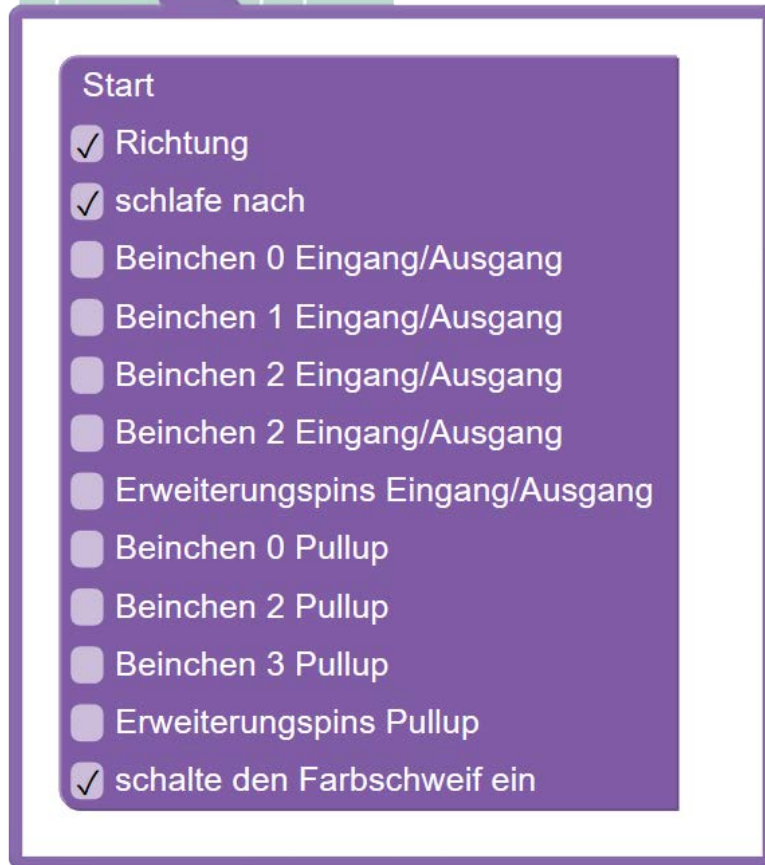 Start
Richtung
schlafe nach
Beinchen 0 Eingang/Ausgang
Beinchen 1 Eingang/Ausgang
Beinchen 2 Eingang/Ausgang
Beinchen 2 Eingang/Ausgang
Erweiterungspins Eingang/Ausgang
Beinchen 0 Pullup
Beinchen 2 Pullup
Beinchen 3 Pullup
Erweiterungspins Pullup
schalte den Farbschweif ein